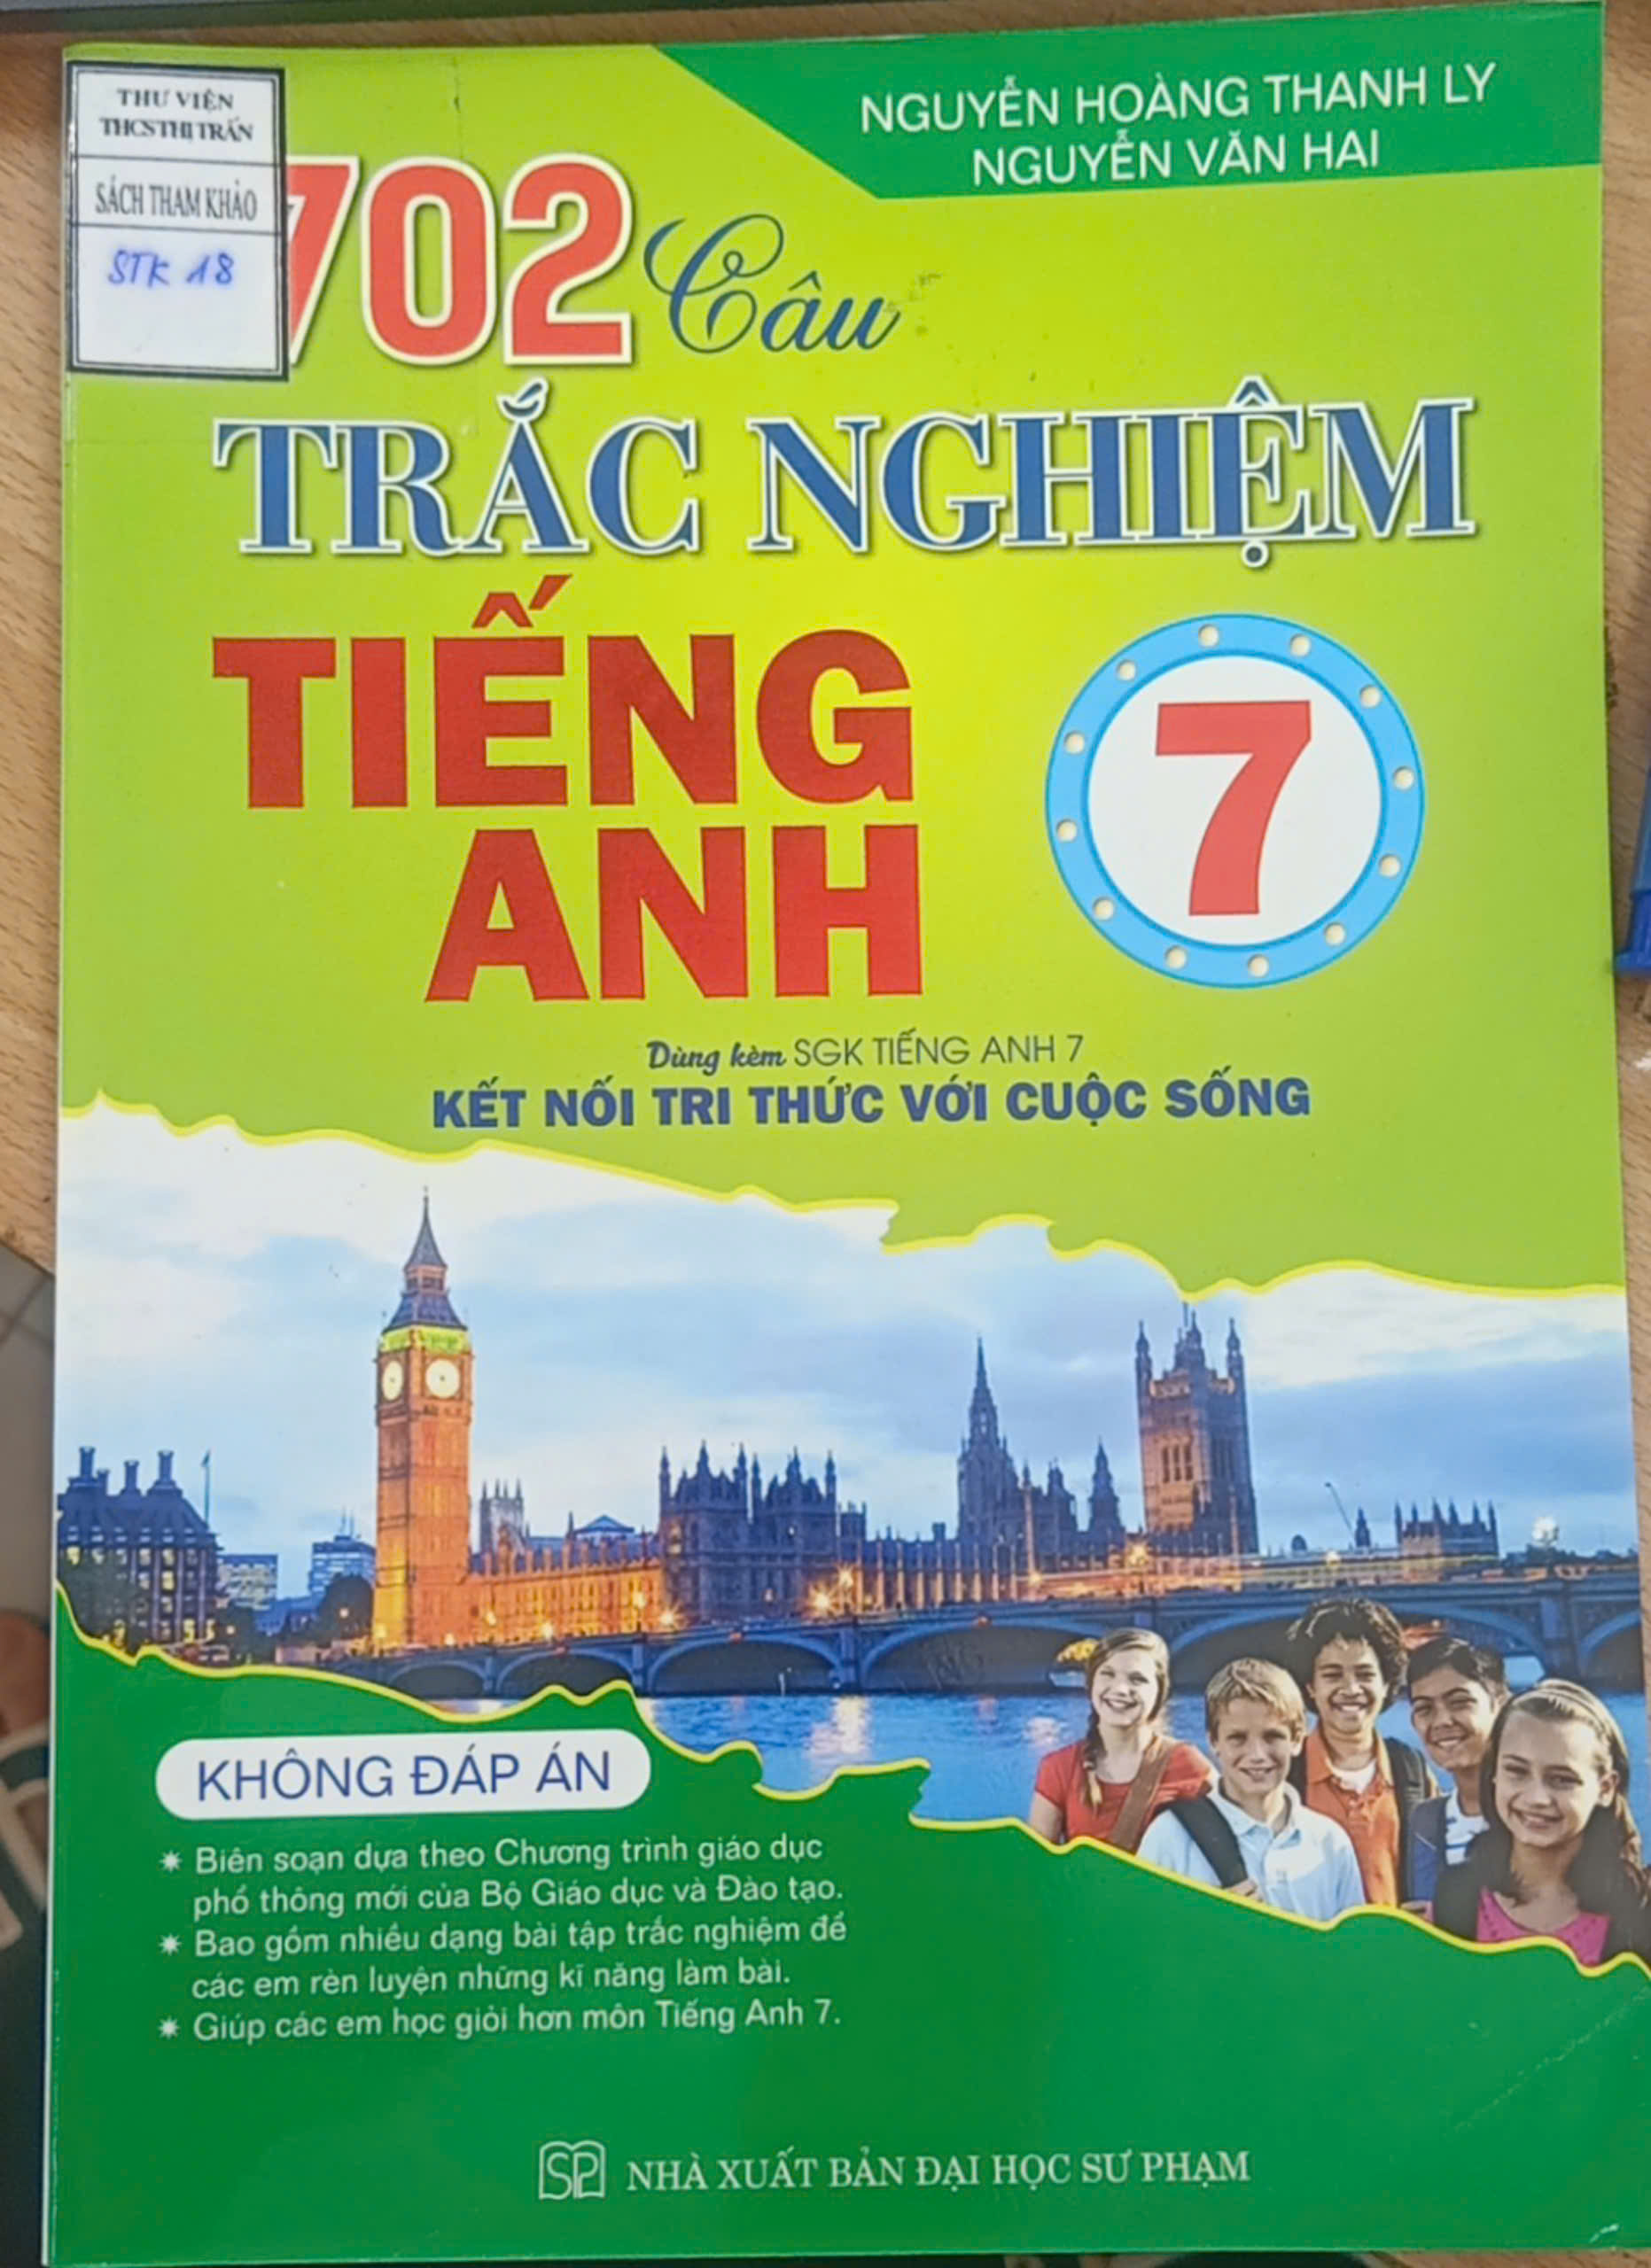 THƯ VIỆN
THCS THỊ TRẤN
SÁCH THAM KHẢO
STK 18
NGUYỄN HOÀNG THANH LY
NGUYỄN VĂN HAI
702 Câu
TRẮC NGHIỆM
TIẾNG
ANH
7
Dùng kèm SGK TIẾNG ANH 7
KẾT NỐI TRI THỨC VỚI CUỘC SỐNG
KHÔNG ĐÁP ÁN
* Biên soạn dựa theo Chương trình giáo dục
phổ thông mới của Bộ Giáo dục và Đào tạo.
* Bao gồm nhiều dạng bài tập trắc nghiệm để
các em rèn luyện những kĩ năng làm bài.
* Giúp các em học giỏi hơn môn Tiếng Anh 7.
SP NHÀ XUẤT BẢN ĐẠI HỌC SƯ PHẠM